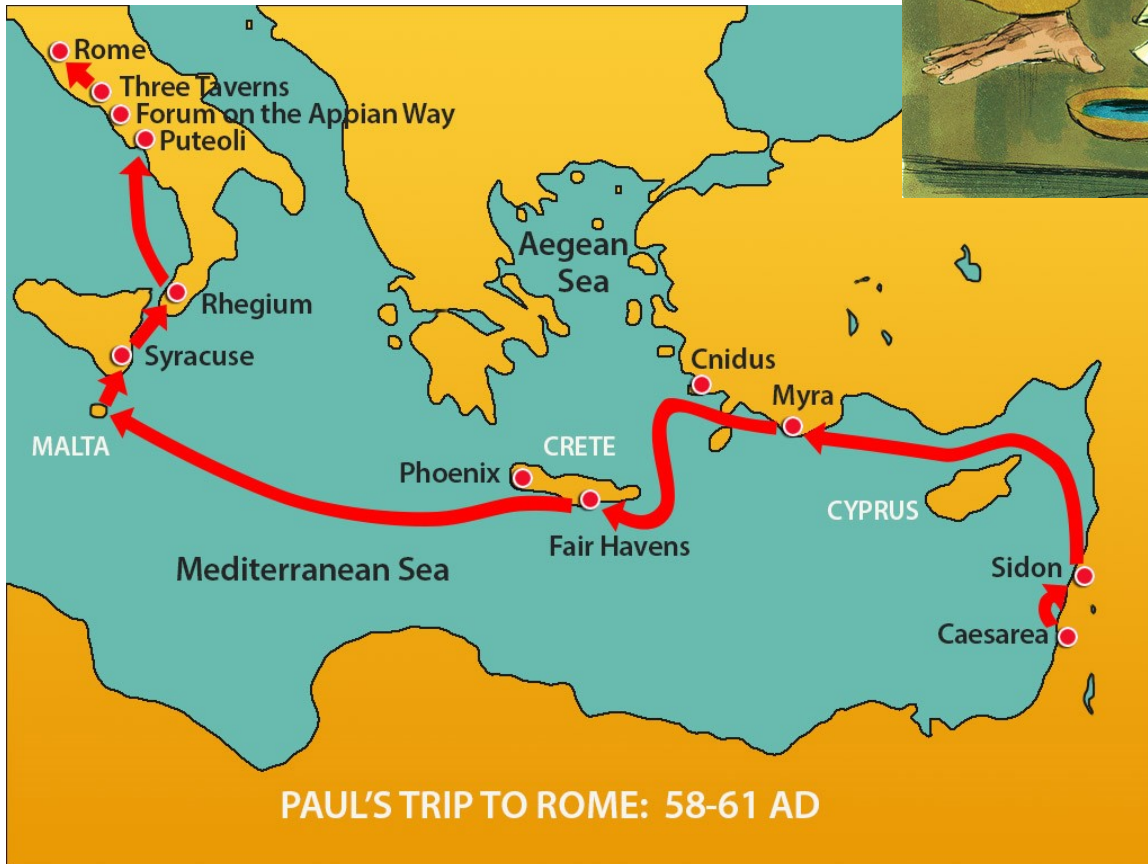 Rome
Three Taverns
Forum on the Appian Way
Puteoli
Aegean
Sea
Rhegium
Syracuse
Cnidus
Myra
MALTA
CRETE
Phoenix
CYPRUS
Fair Havens
Mediterranean Sea
Sidon
Caesarea
PAUL'S TRIP TO ROME: 58-61 AD